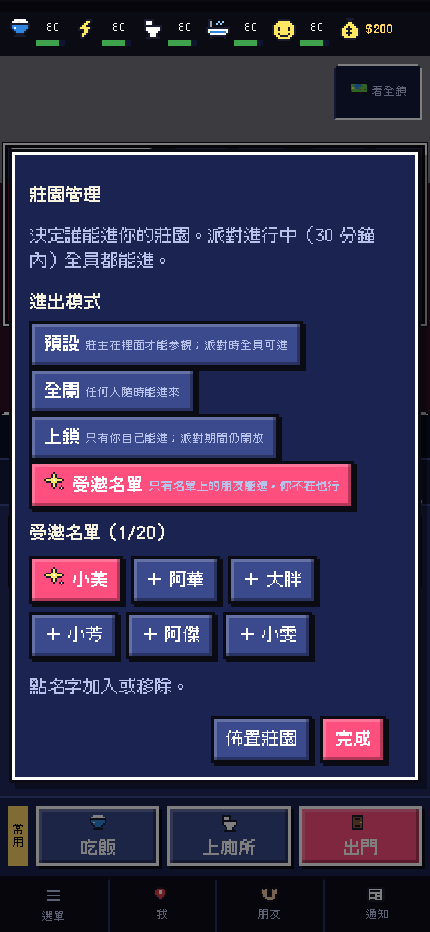 80 80 80 80 80 $200
看全鎮
莊園管理
決定誰能進你的莊園。派對進行中（30 分鐘
內）全員都能進。
進出模式
預設 莊主在裡面才能參觀；派對時全員可進
全開 任何人隨時能進來
上鎖 只有你自己能進；派對期間仍開放
受邀名單 只有名單上的朋友能進，你不在也行
受邀名單（1/20）
小美 + 阿華 + 大胖
+ 小芳 + 阿傑 + 小雯
點名字加入或移除。
佈置莊園 完成
常用 吃飯 上廁所 出門
選單 我 朋友 通知